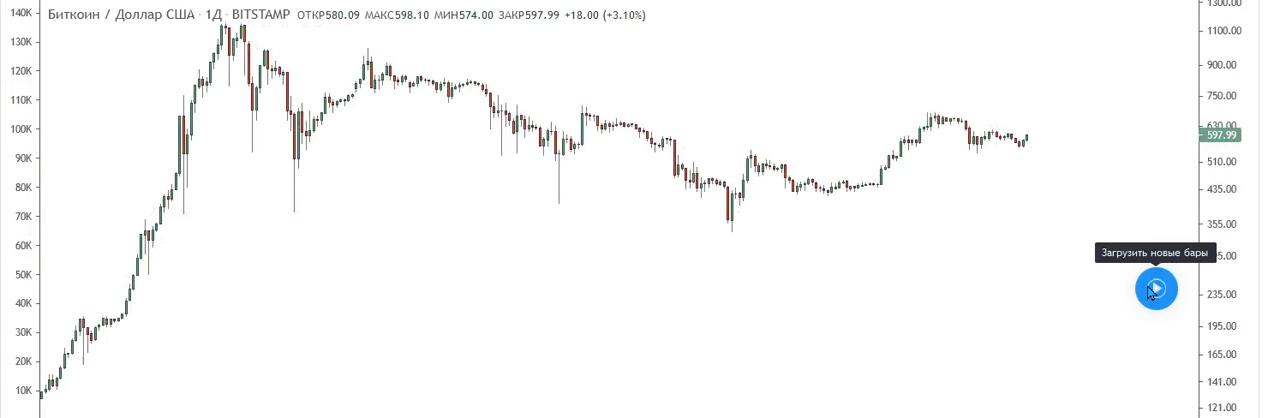 Биткоин / Доллар США · 1Д · BITSTAMP ОТКР580.09 МАКС598.10 МИН574.00 ЗАКР597.99 +18.00 (+3.10%)
140K
130K
120K
110K
100K
90K
80K
70K
60K
50K
40K
30K
20K
10K
1300.00
1100.00
900.00
750.00
630.00
597.99
510.00
435.00
355.00
Загрузить новые бары
235.00
195.00
165.00
141.00
121.00